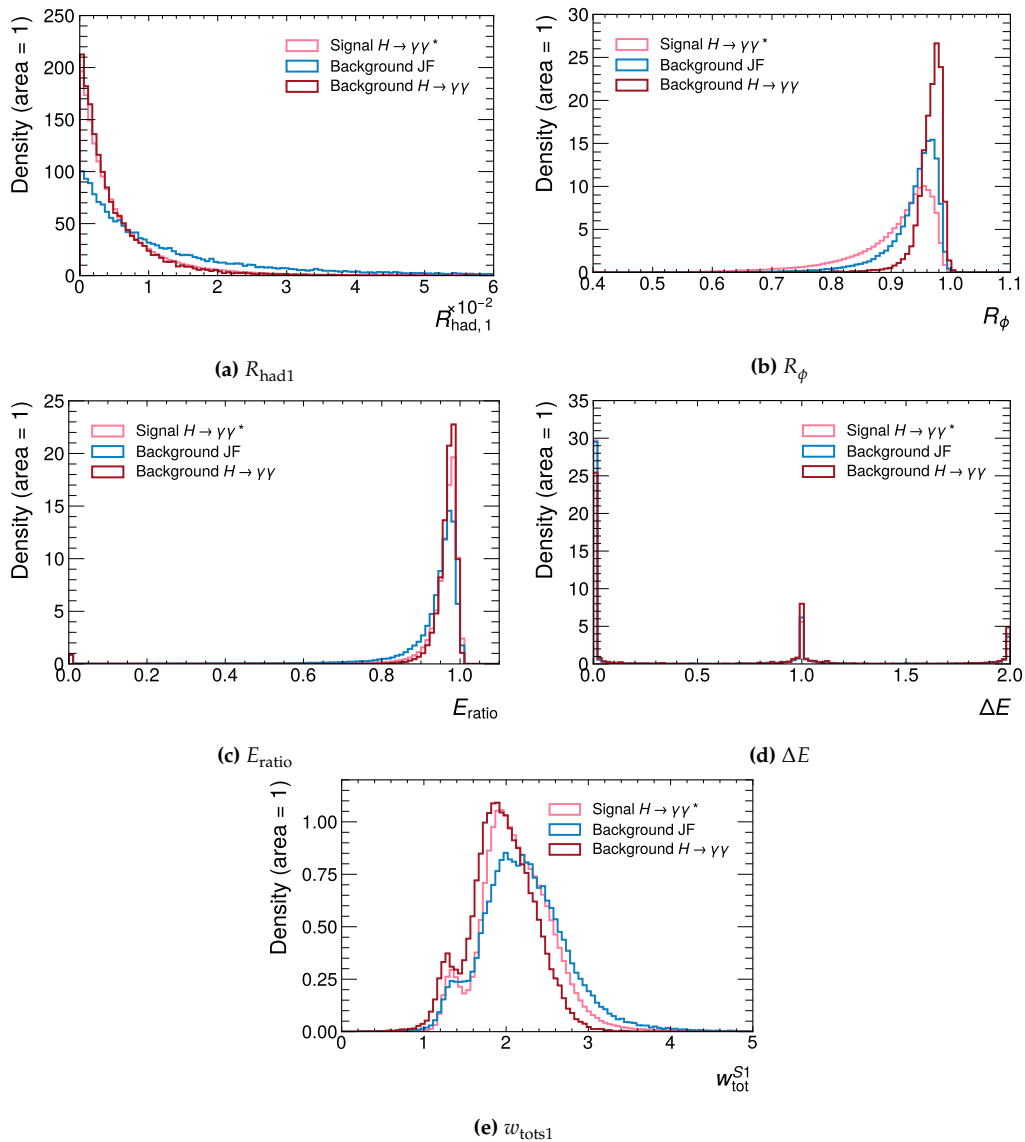 Density (area = 1)
250
200
150
100
50
0
Signal H → γγ*
Background JF
Background H → γγ
0 1 2 3 4 5 6
×10⁻²
R_had, 1
(a) R_had1
Density (area = 1)
30
25
20
15
10
5
0
Signal H → γγ*
Background JF
Background H → γγ
0.4 0.5 0.6 0.7 0.8 0.9 1.0 1.1
R_ϕ
(b) R_ϕ
Density (area = 1)
25
20
15
10
5
0
Signal H → γγ*
Background JF
Background H → γγ
0.0 0.2 0.4 0.6 0.8 1.0
E_ratio
(c) E_ratio
Density (area = 1)
35
30
25
20
15
10
5
0
Signal H → γγ*
Background JF
Background H → γγ
0.0 0.5 1.0 1.5 2.0
ΔE
(d) ΔE
Density (area = 1)
1.00
0.75
0.50
0.25
0.00
Signal H → γγ*
Background JF
Background H → γγ
0 1 2 3 4 5
w_tot^S1
(e) w_tots1